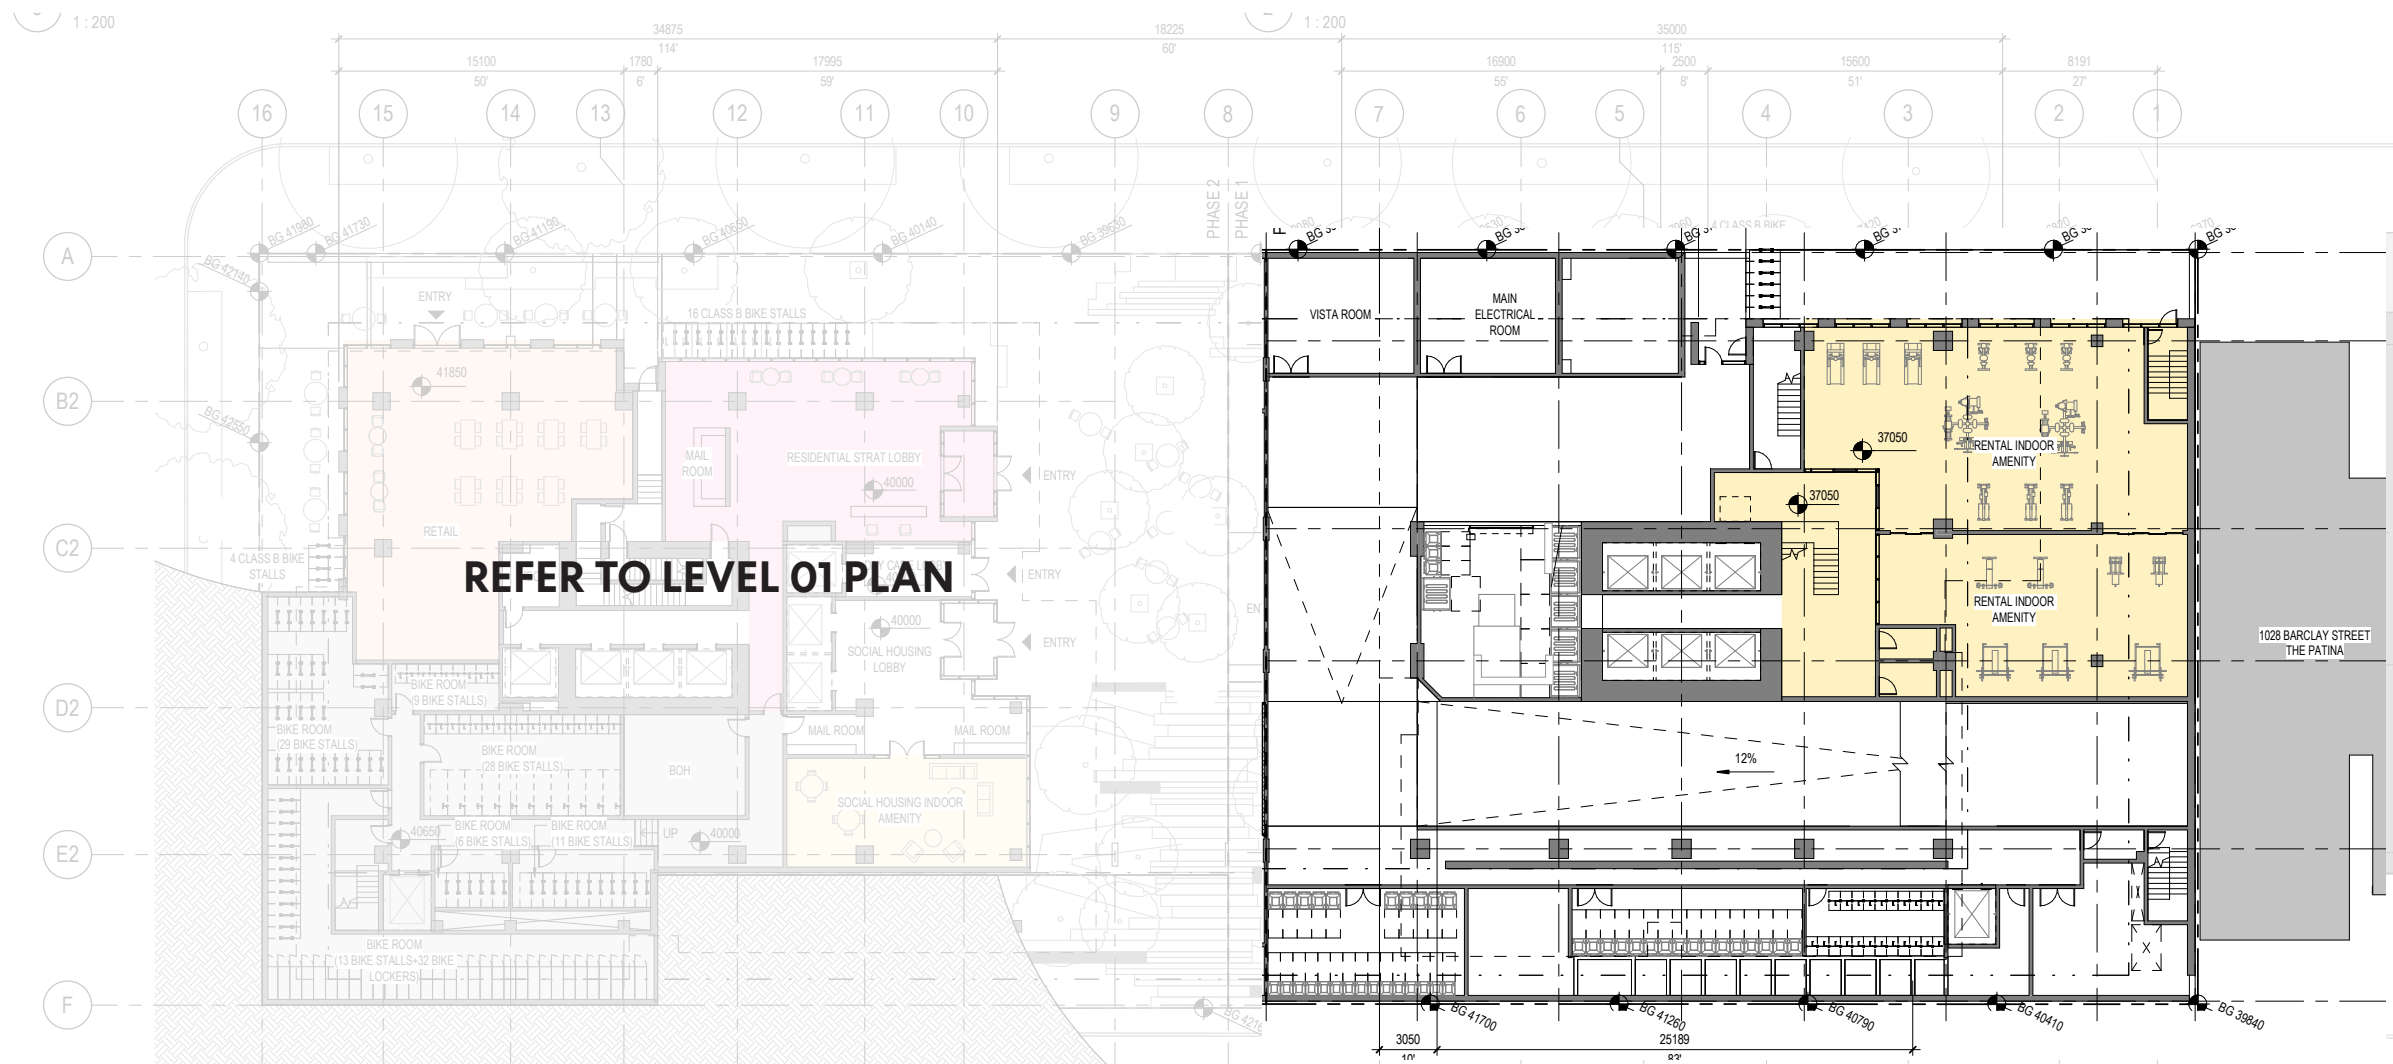 1 : 200
1 : 200
34875
114'
18225
60'
35000
115'
15100
50'
1780
6'
17995
59'
16900
55'
2500
8'
15600
51'
8191
27'
16
15
14
13
12
11
10
9
8
7
6
5
4
3
2
1
PHASE 2
PHASE 1
A
B2
C2
D2
E2
F
BG 41980
BG 41730
BG 41190
BG 40650
BG 40140
BG 39630
BG 42140
BG 42550
4 CLASS B BIKE
ENTRY
16 CLASS B BIKE STALLS
41850
MAIL
ROOM
RESIDENTIAL STRAT LOBBY
40000
ENTRY
RETAIL
4 CLASS B BIKE
STALLS
REFER TO LEVEL 01 PLAN
ENTRY
40000
SOCIAL HOUSING
LOBBY
ENTRY
BIKE ROOM
(9 BIKE STALLS)
BIKE ROOM
(29 BIKE STALLS)
BIKE ROOM
(28 BIKE STALLS)
BOH
MAIL ROOM
MAIL ROOM
SOCIAL HOUSING INDOOR
AMENITY
40650
BIKE ROOM
(6 BIKE STALLS)
BIKE ROOM
(11 BIKE STALLS)
UP
40000
BIKE ROOM
(13 BIKE STALLS+32 BIKE
LOCKERS)
VISTA ROOM
MAIN
ELECTRICAL
ROOM
37050
RENTAL INDOOR
AMENITY
37050
RENTAL INDOOR
AMENITY
1028 BARCLAY STREET
THE PATINA
12%
X
BG 41700
BG 41260
BG 40790
BG 40410
BG 39840
3050
10'
25189
83'